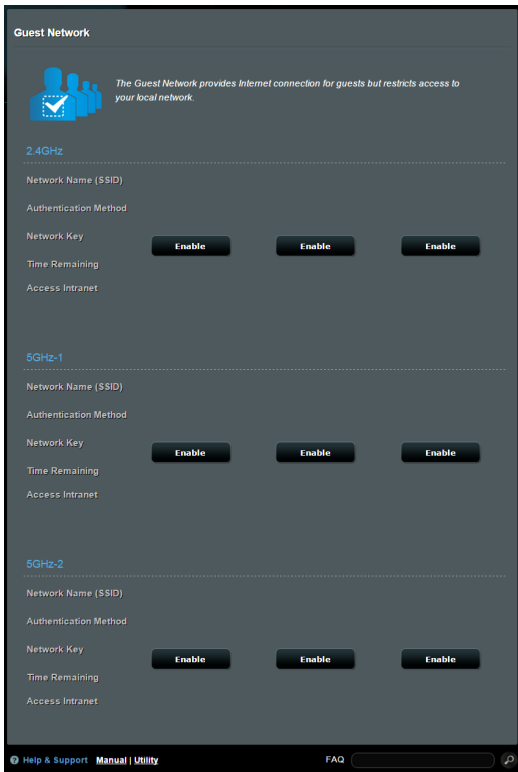 Guest Network
The Guest Network provides Internet connection for guests but restricts access to
your local network.
2.4GHz
Network Name (SSID)
Authentication Method
Network Key
Enable Enable Enable
Time Remaining
Access Intranet
5GHz-1
Network Name (SSID)
Authentication Method
Network Key
Enable Enable Enable
Time Remaining
Access Intranet
5GHz-2
Network Name (SSID)
Authentication Method
Network Key
Enable Enable Enable
Time Remaining
Access Intranet
? Help & Support Manual | Utility FAQ